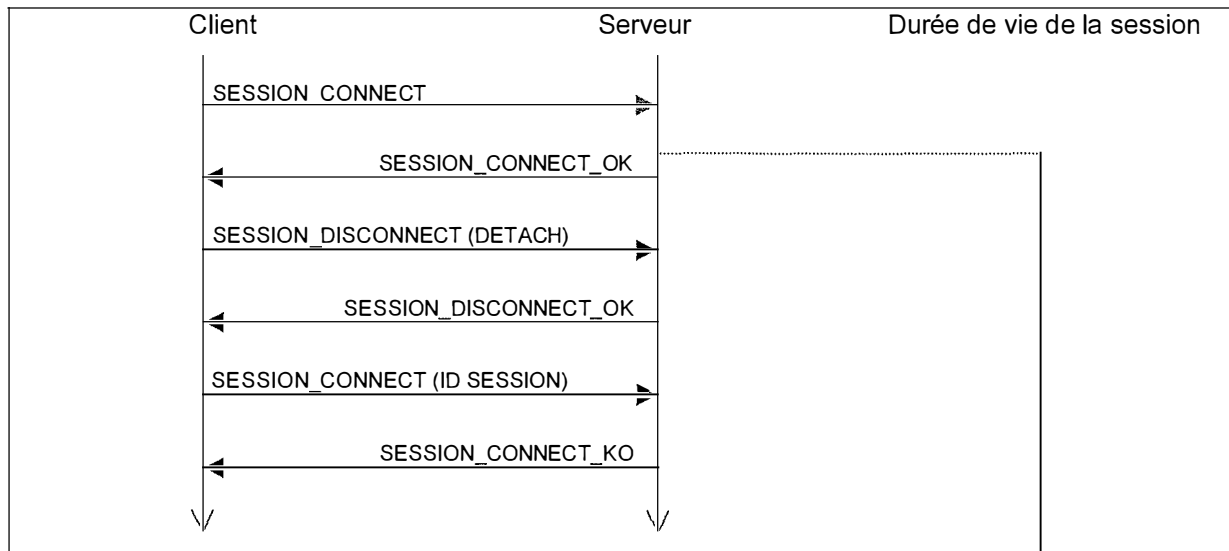 Client
Serveur
Durée de vie de la session
SESSION_CONNECT
SESSION_CONNECT_OK
SESSION_DISCONNECT (DETACH)
SESSION_DISCONNECT_OK
SESSION_CONNECT (ID SESSION)
SESSION_CONNECT_KO